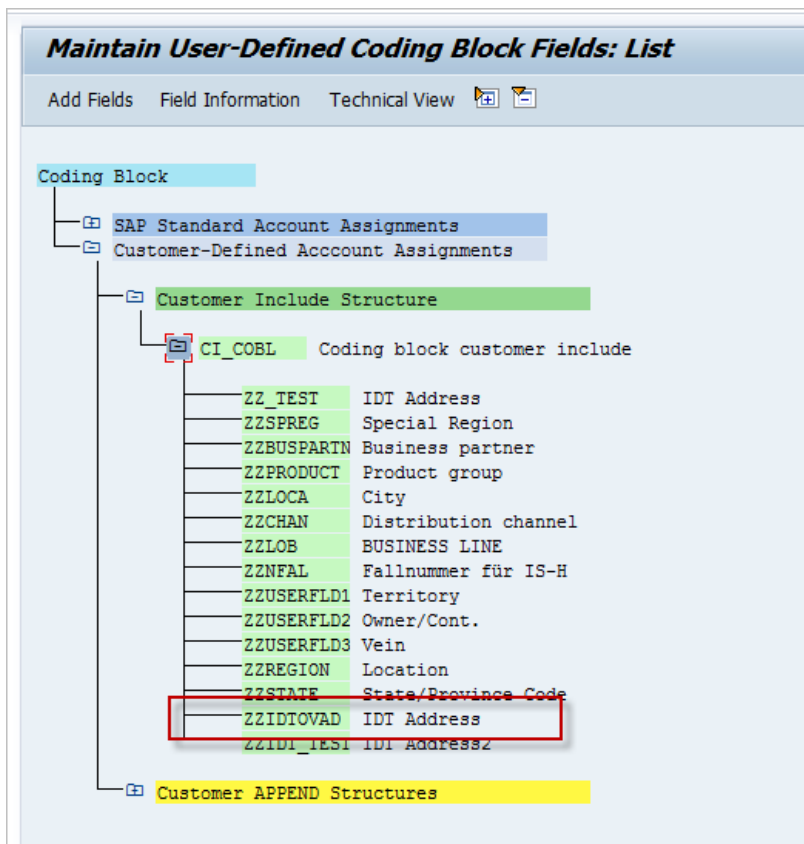 Maintain User-Defined Coding Block Fields: List
Add Fields Field Information Technical View
Coding Block
SAP Standard Account Assignments
Customer-Defined Acccount Assignments
Customer Include Structure
CI_COBL Coding block customer include
ZZ_TEST IDT Address
ZZSPREG Special Region
ZZBUSPARTN Business partner
ZZPRODUCT Product group
ZZLOCA City
ZZCHAN Distribution channel
ZZLOB BUSINESS LINE
ZZNFAL Fallnummer für IS-H
ZZUSERFLD1 Territory
ZZUSERFLD2 Owner/Cont.
ZZUSERFLD3 Vein
ZZREGION Location
ZZSTATE State/Province Code
ZZIDTOVAD IDT Address
ZZIDT_TEST IDT Address2
Customer APPEND Structures